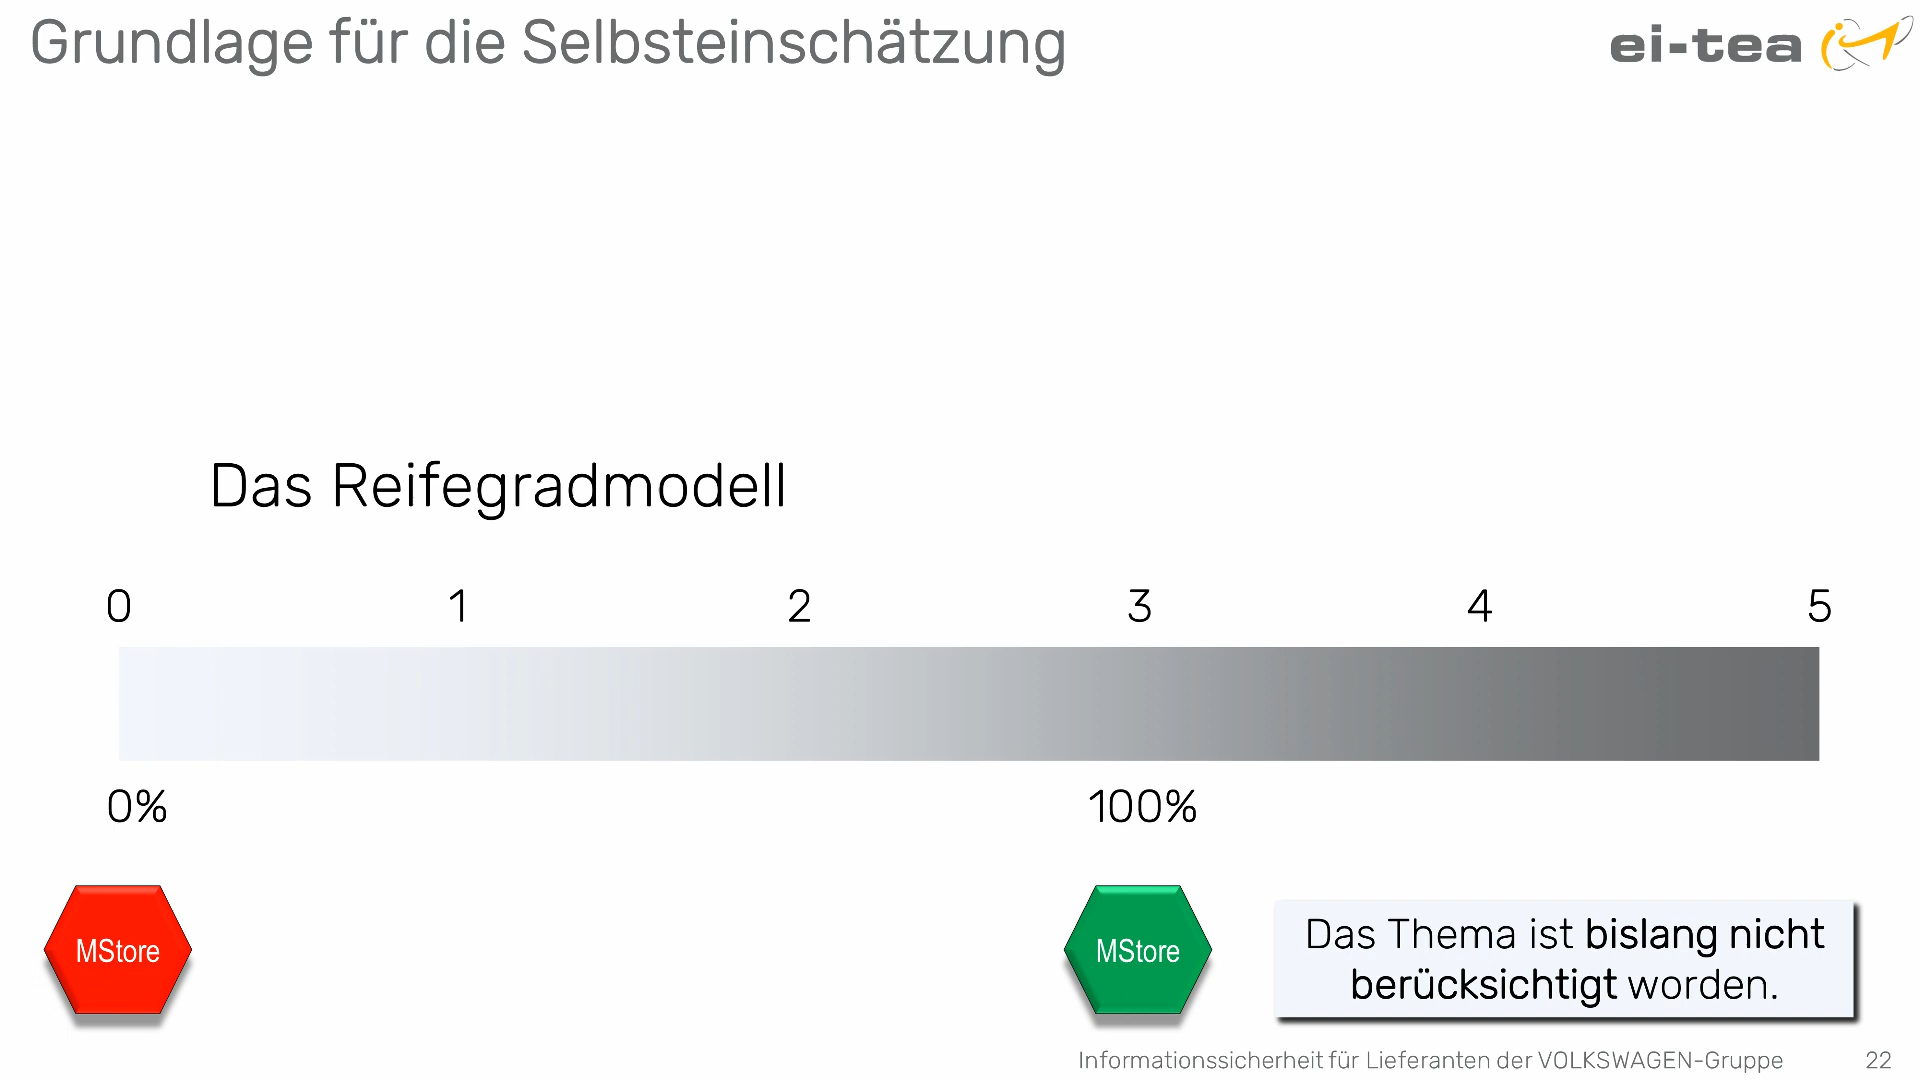 Grundlage für die Selbsteinschätzung
ei-tea
Das Reifegradmodell
0 1 2 3 4 5
0% 100%
MStore MStore
Das Thema ist bislang nicht
berücksichtigt worden.
Informationssicherheit für Lieferanten der VOLKSWAGEN-Gruppe 22